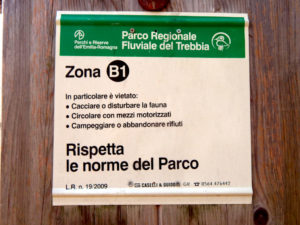 Parchi e Riserve
dell'Emilia-Romagna
Parco Regionale
Fluviale del Trebbia
Zona B1
In particolare è vietato:
• Cacciare o disturbare la fauna
• Circolare con mezzi motorizzati
• Campeggiare o abbandonare rifiuti
Rispetta
le norme del Parco
L.R. n. 19/2009